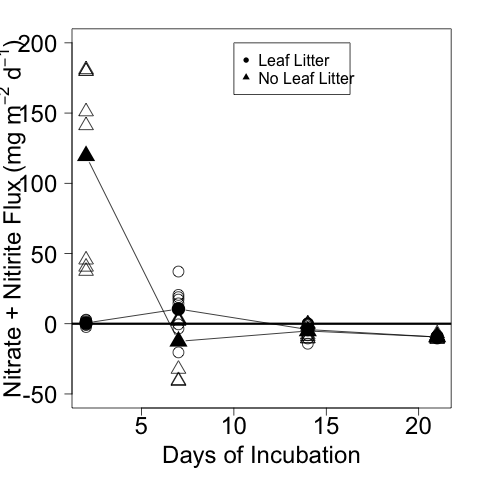 Nitrate + Nitirite Flux (mg m⁻² d⁻¹)
200
150
100
50
0
-50
Leaf Litter
No Leaf Litter
5
10
15
20
Days of Incubation